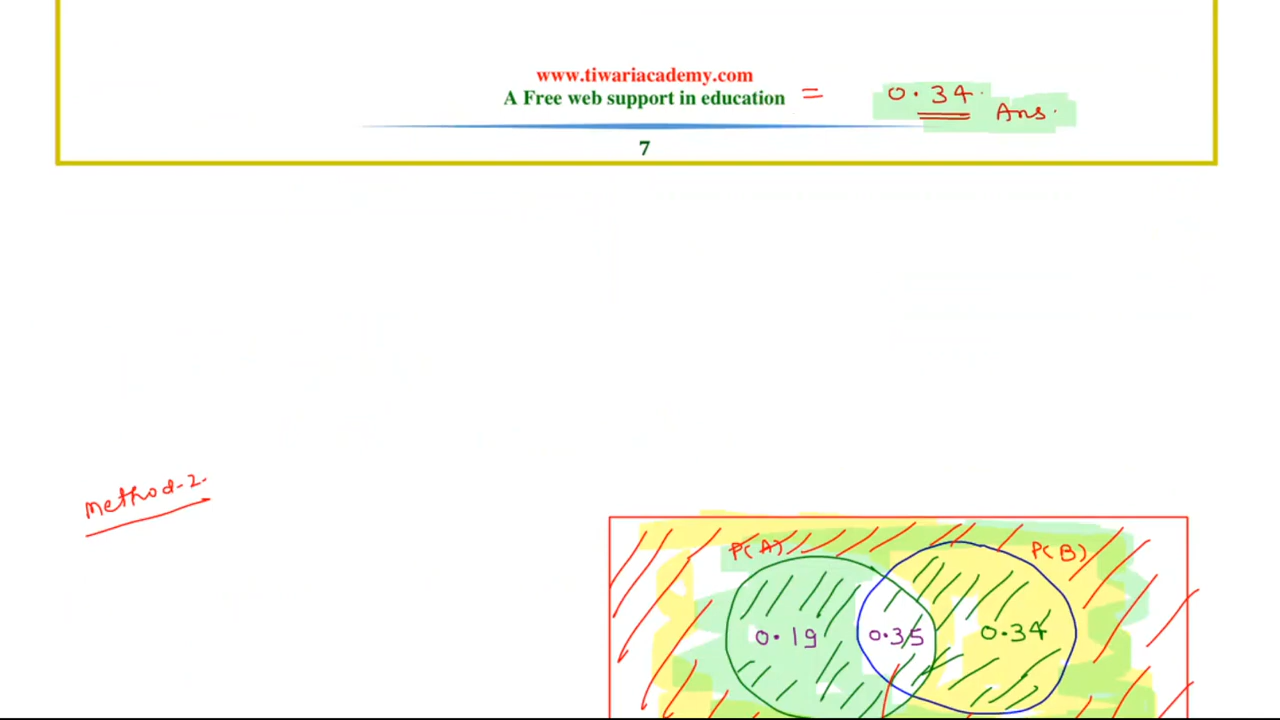 www.tiwariacademy.com
A Free web support in education = 0.34 Ans.
7
Method-2.
P(A) P(B)
0.19 0.35 0.34